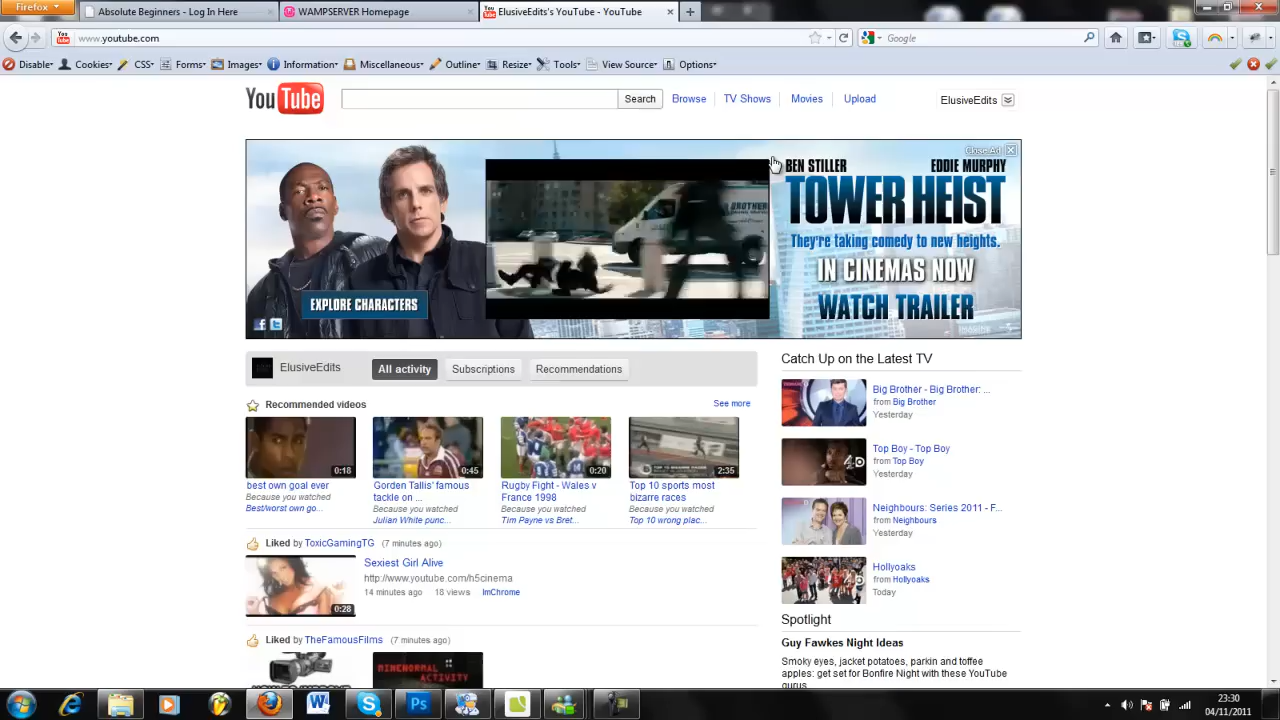 Firefox
Absolute Beginners - Log In Here
WAMPSERVER Homepage
ElusiveEdits's YouTube - YouTube
www.youtube.com
Google
Disable
Cookies
CSS
Forms
Images
Information
Miscellaneous
Outline
Resize
Tools
View Source
Options
YouTube
Search
Browse
TV Shows
Movies
Upload
ElusiveEdits
Close Ad
BEN STILLER
EDDIE MURPHY
TOWER HEIST
They're taking comedy to new heights.
IN CINEMAS NOW
WATCH TRAILER
EXPLORE CHARACTERS
BROTHER
ElusiveEdits
All activity
Subscriptions
Recommendations
Recommended videos
See more
0:18
0:45
0:20
2:35
best own goal ever
Because you watched
Best/worst own go...
Gorden Tallis' famous
tackle on ...
Because you watched
Julian White punc...
Rugby Fight - Wales v
France 1998
Because you watched
Tim Payne vs Bret...
Top 10 sports most
bizarre races
Because you watched
Top 10 wrong plac...
Liked by ToxicGamingTG (7 minutes ago)
0:28
Sexiest Girl Alive
http://www.youtube.com/h5cinema
14 minutes ago 18 views ImChrome
Liked by TheFamousFilms (7 minutes ago)
MINENORMAL
ACTIVITY
Catch Up on the Latest TV
Big Brother - Big Brother: ...
from Big Brother
Yesterday
Top Boy - Top Boy
from Top Boy
Yesterday
Neighbours: Series 2011 - F...
from Neighbours
Yesterday
Hollyoaks
from Hollyoaks
Today
Spotlight
Guy Fawkes Night Ideas
Smoky eyes, jacket potatoes, parkin and toffee
apples: get set for Bonfire Night with these YouTube
gurus
23:30
04/11/2011